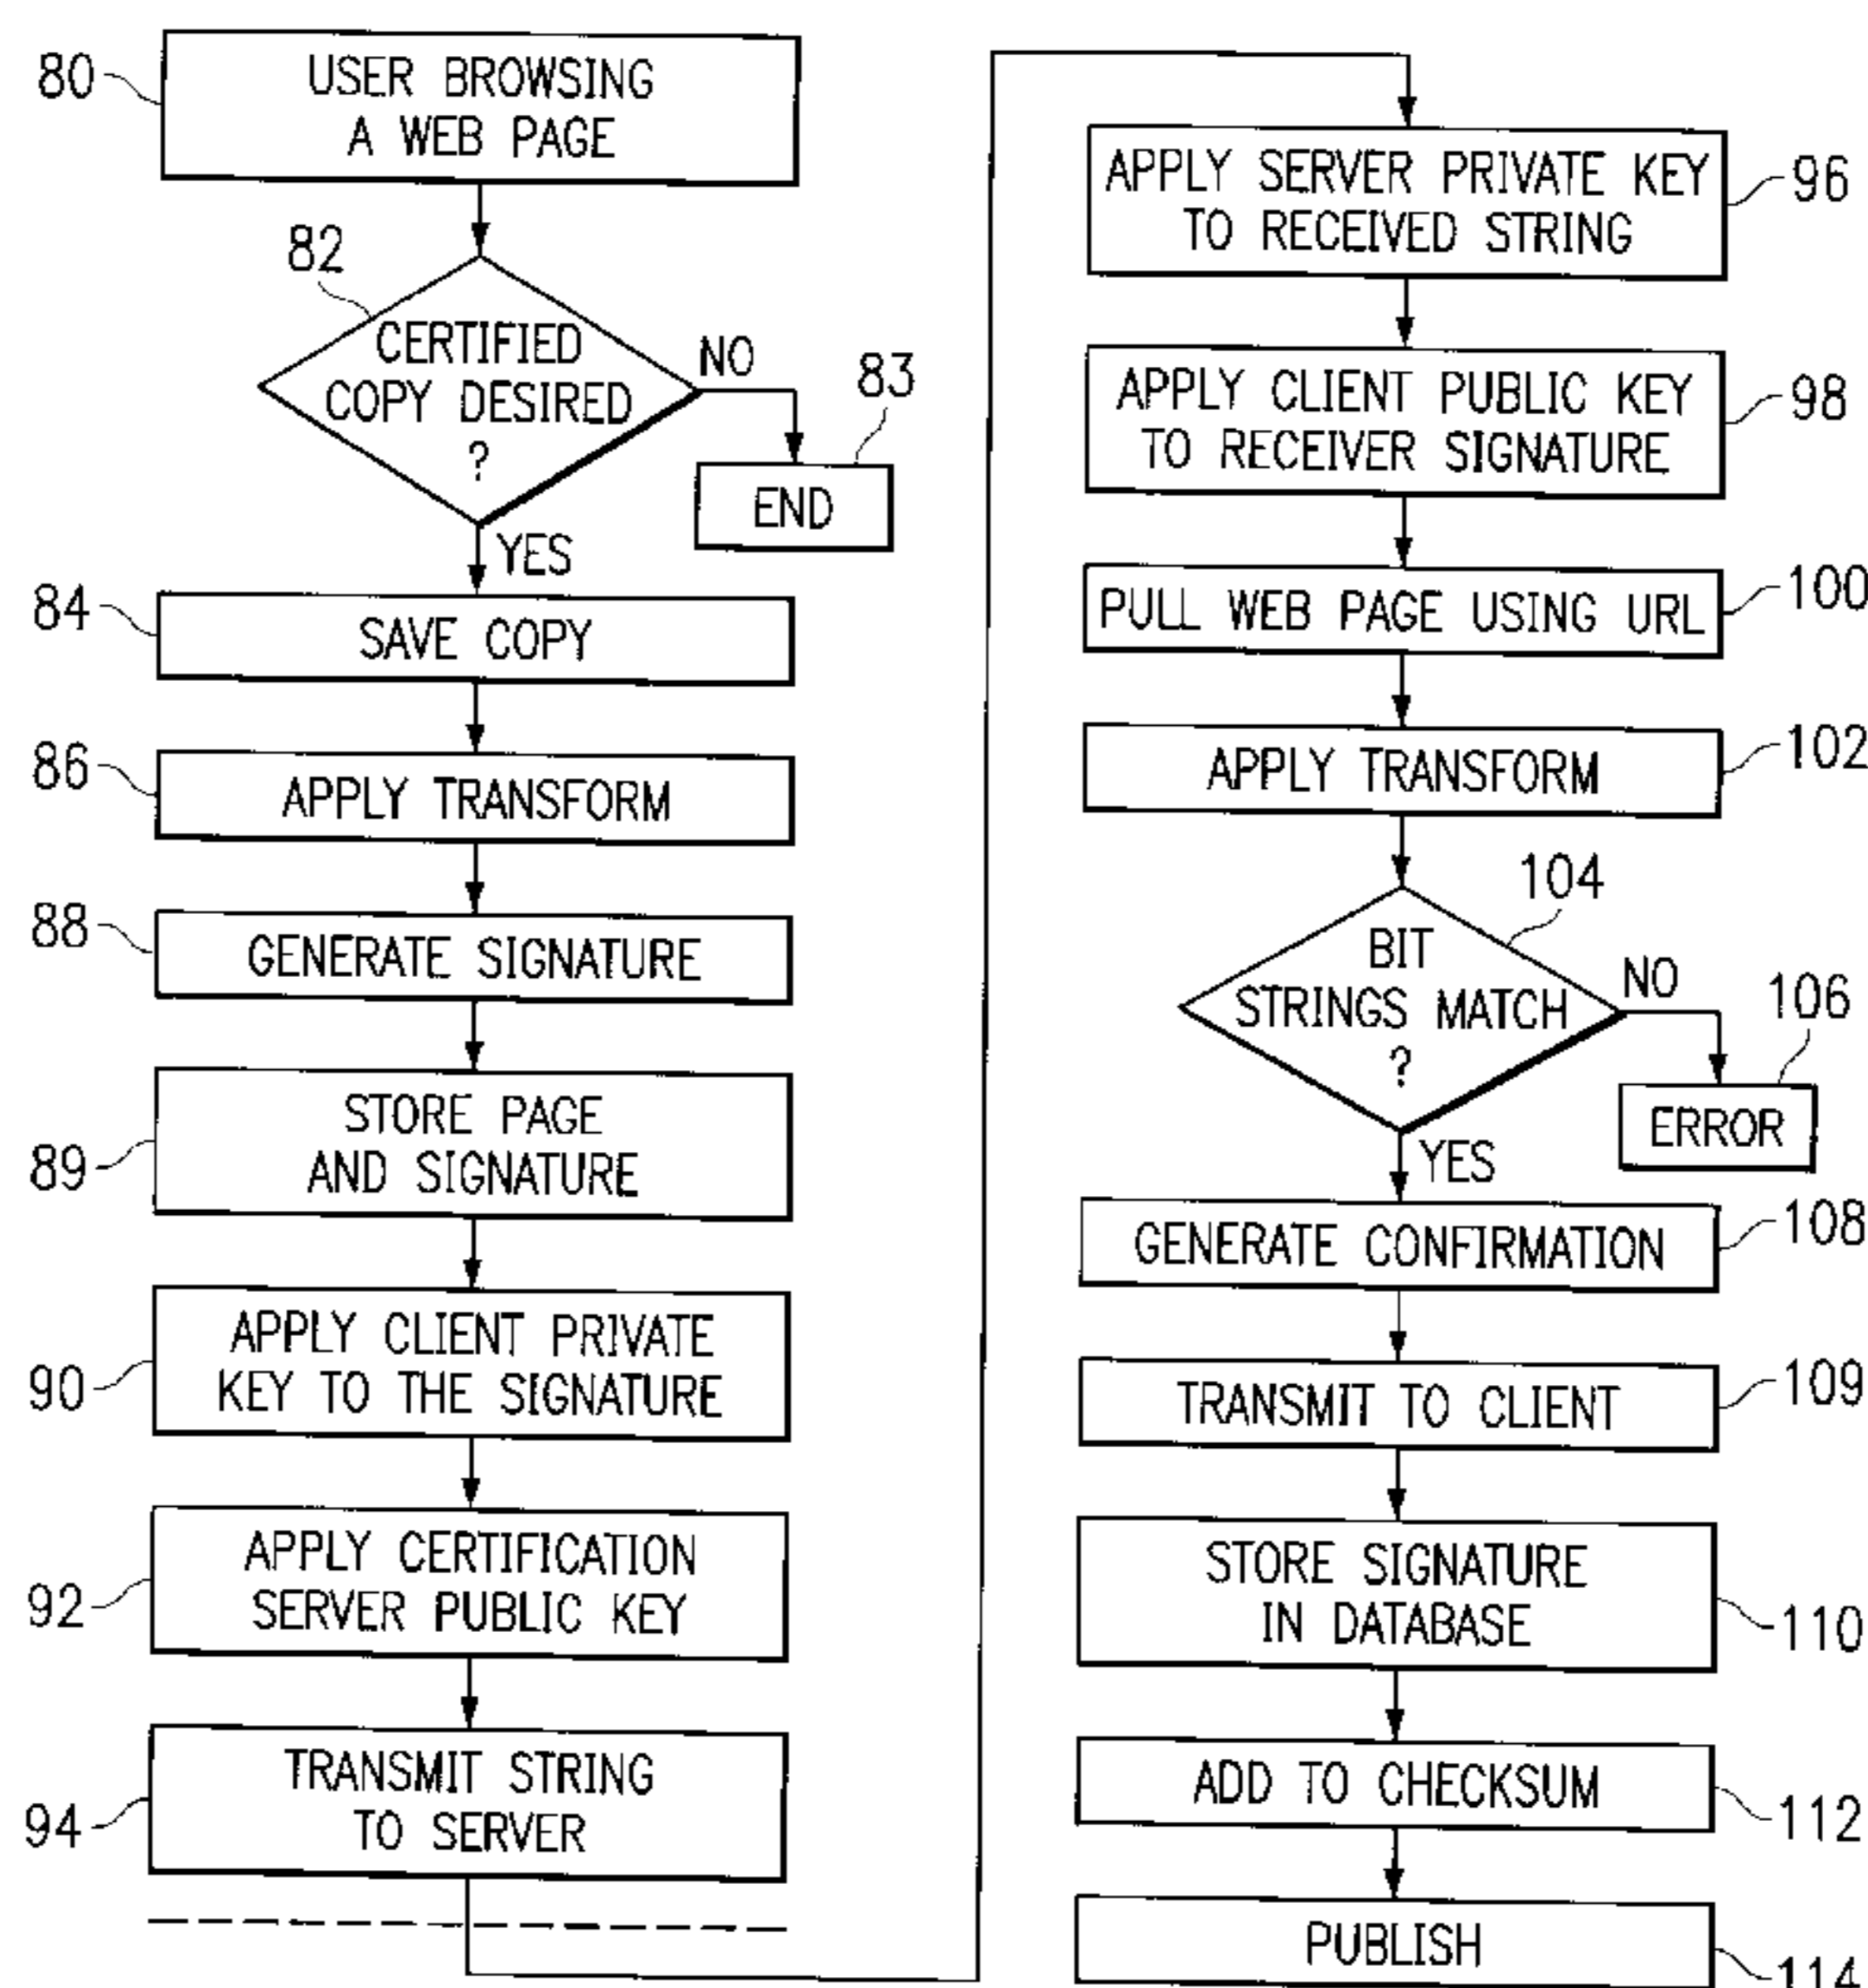 80
USER BROWSING
A WEB PAGE
82
CERTIFIED
COPY DESIRED
?
NO
83
END
YES
84
SAVE COPY
86
APPLY TRANSFORM
88
GENERATE SIGNATURE
89
STORE PAGE
AND SIGNATURE
90
APPLY CLIENT PRIVATE
KEY TO THE SIGNATURE
92
APPLY CERTIFICATION
SERVER PUBLIC KEY
94
TRANSMIT STRING
TO SERVER
APPLY SERVER PRIVATE KEY
TO RECEIVED STRING
96
APPLY CLIENT PUBLIC KEY
TO RECEIVER SIGNATURE
98
PULL WEB PAGE USING URL
100
APPLY TRANSFORM
102
104
BIT
STRINGS MATCH
?
NO
106
ERROR
YES
GENERATE CONFIRMATION
108
TRANSMIT TO CLIENT
109
STORE SIGNATURE
IN DATABASE
110
ADD TO CHECKSUM
112
PUBLISH
114